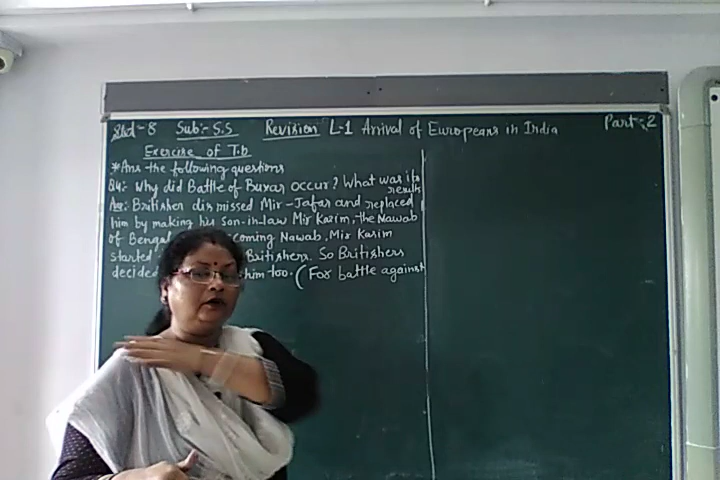 Std-8 Sub:- S.S Revision L-1 Arrival of Europeans in India Part-2
Exercise of T.b
*Ans the following questions
Q4:- Why did Battle of Buxar occur? What was its
results
Ans:- Britisher dismissed Mir-Jafar and replaced
him by making his son-in-law Mir Kasim, the Nawab
of Bengal coming Nawab, Mir Kasim
started Britishers. So Britishers
decided him too. (For battle against